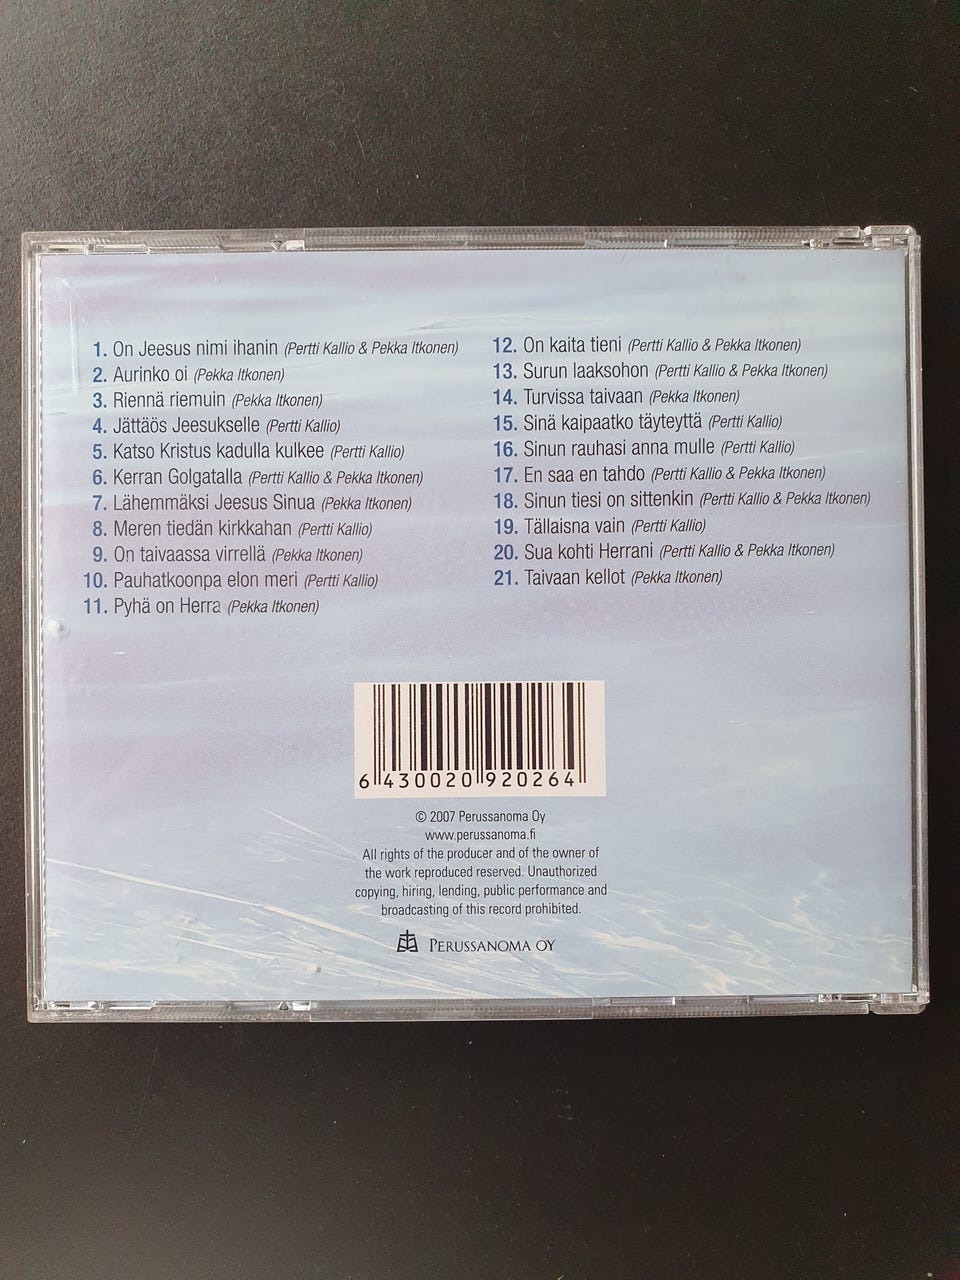 1. On Jeesus nimi ihanin (Pertti Kallio & Pekka Itkonen)
2. Aurinko oi (Pekka Itkonen)
3. Riennä riemuin (Pekka Itkonen)
4. Jättäös Jeesukselle (Pertti Kallio)
5. Katso Kristus kadulla kulkee (Pertti Kallio)
6. Kerran Golgatalla (Pertti Kallio & Pekka Itkonen)
7. Lähemmäksi Jeesus Sinua (Pekka Itkonen)
8. Meren tiedän kirkkahan (Pertti Kallio)
9. On taivaassa virrellä (Pekka Itkonen)
10. Pauhatkoonpa elon meri (Pertti Kallio)
11. Pyhä on Herra (Pekka Itkonen)
12. On kaita tieni (Pertti Kallio & Pekka Itkonen)
13. Surun laaksohon (Pertti Kallio & Pekka Itkonen)
14. Turvissa taivaan (Pekka Itkonen)
15. Sinä kaipaatko täyteyttä (Pertti Kallio)
16. Sinun rauhasi anna mulle (Pertti Kallio)
17. En saa en tahdo (Pertti Kallio & Pekka Itkonen)
18. Sinun tiesi on sittenkin (Pertti Kallio & Pekka Itkonen)
19. Tällaisna vain (Pertti Kallio)
20. Sua kohti Herrani (Pertti Kallio & Pekka Itkonen)
21. Taivaan kellot (Pekka Itkonen)
6 430020 920264
© 2007 Perussanoma Oy
www.perussanoma.fi
All rights of the producer and of the owner of
the work reproduced reserved. Unauthorized
copying, hiring, lending, public performance and
broadcasting of this record prohibited.
PERUSSANOMA OY